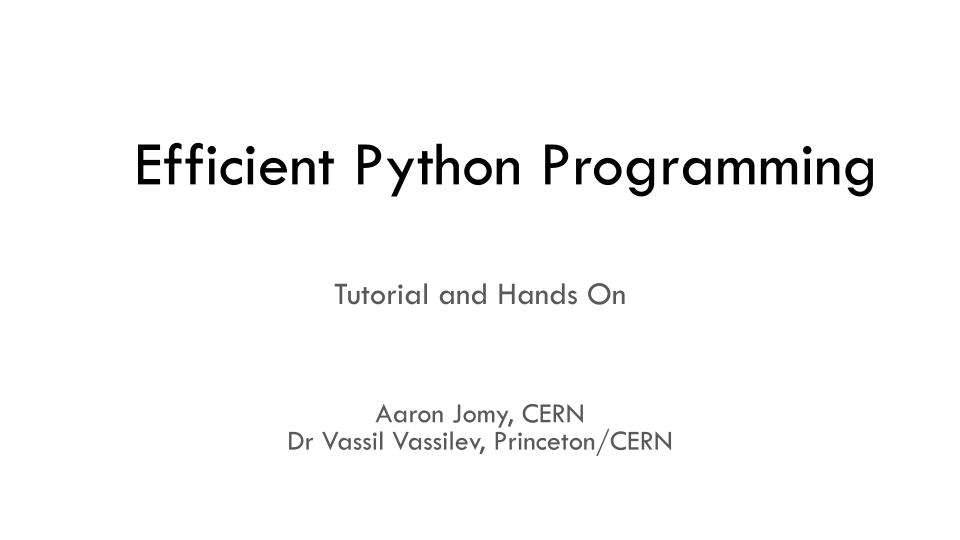 Efficient Python Programming
Tutorial and Hands On
Aaron Jomy, CERN
Dr Vassil Vassilev, Princeton/CERN